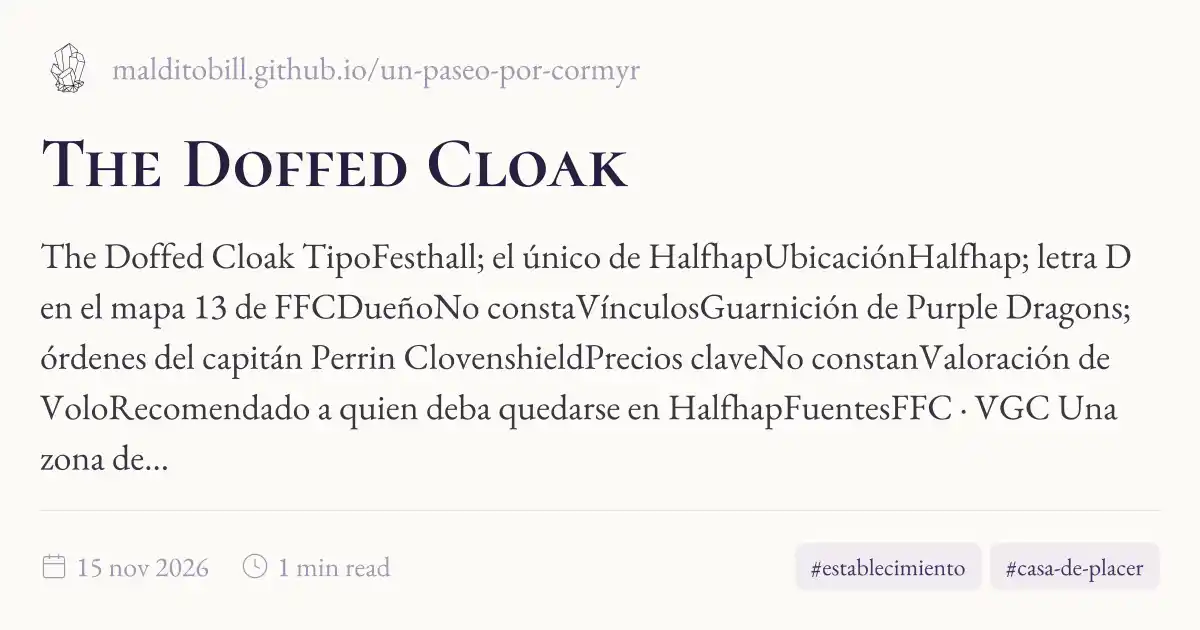 malditobill.github.io/un-paseo-por-cormyr
The Doffed Cloak
The Doffed Cloak TipoFesthall; el único de HalfhapUbicaciónHalfhap; letra D
en el mapa 13 de FFCDueñoNo constaVínculosGuarnición de Purple Dragons;
órdenes del capitán Perrin ClovenshieldPrecios claveNo constanValoración de
VoloRecomendado a quien deba quedarse en HalfhapFuentesFFC · VGC Una
zona de...
15 nov 2026 1 min read #establecimiento #casa-de-placer